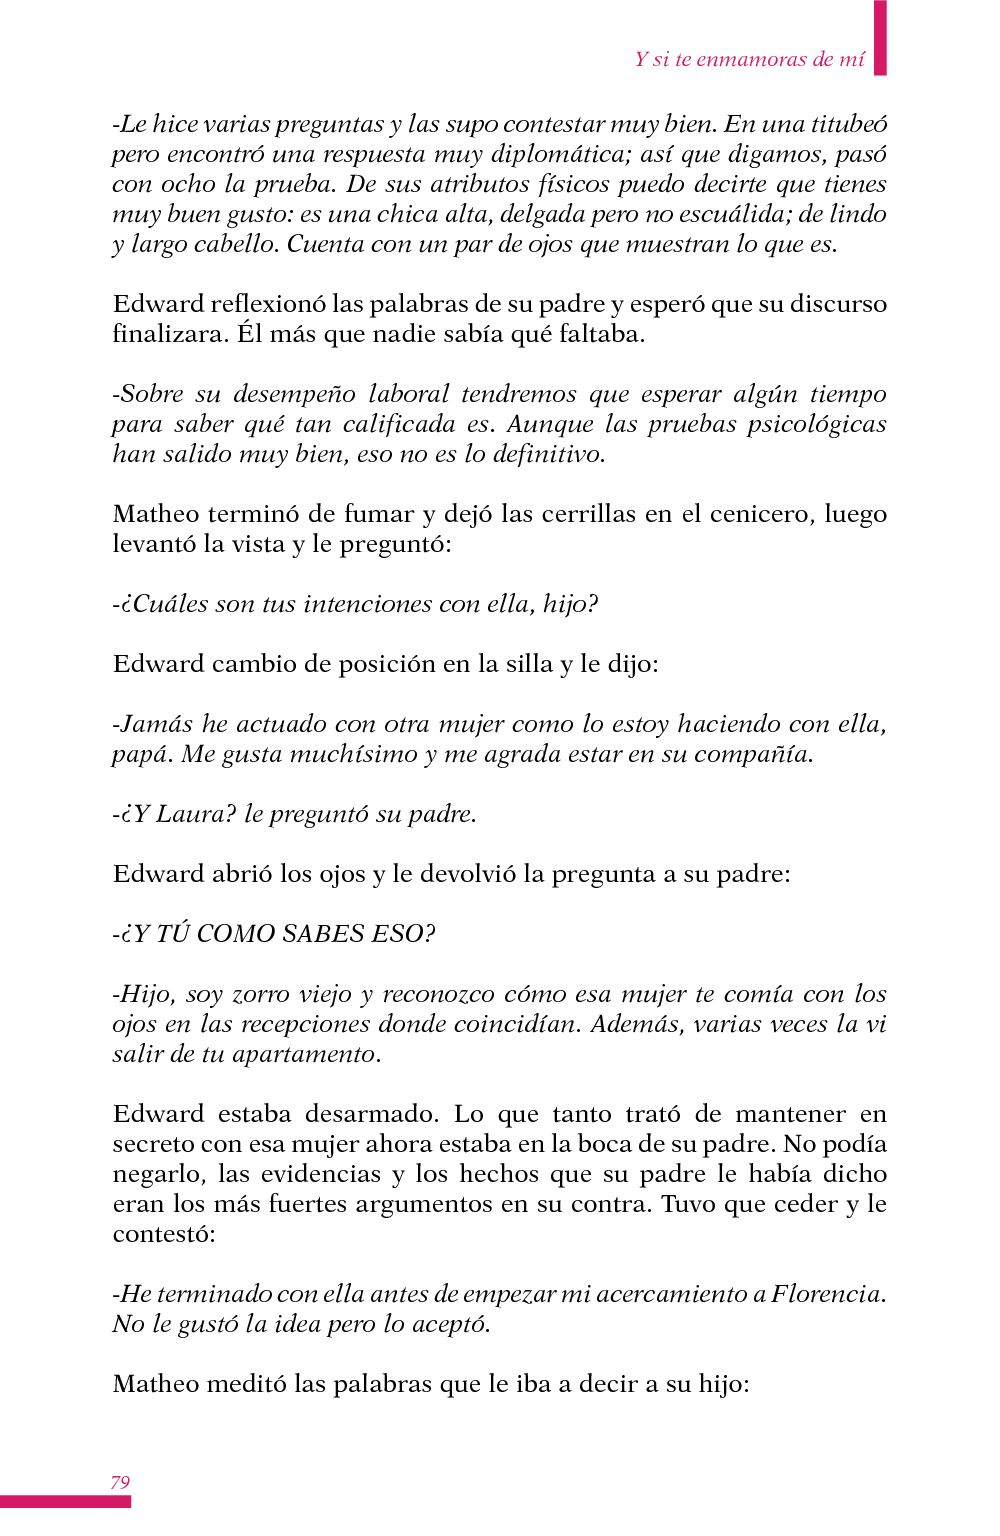 Y si te enmamoras de mí
-Le hice varias preguntas y las supo contestar muy bien. En una titubeó
pero encontró una respuesta muy diplomática; así que digamos, pasó
con ocho la prueba. De sus atributos físicos puedo decirte que tienes
muy buen gusto: es una chica alta, delgada pero no escuálida; de lindo
y largo cabello. Cuenta con un par de ojos que muestran lo que es.
Edward reflexionó las palabras de su padre y esperó que su discurso
finalizara. Él más que nadie sabía qué faltaba.
-Sobre su desempeño laboral tendremos que esperar algún tiempo
para saber qué tan calificada es. Aunque las pruebas psicológicas
han salido muy bien, eso no es lo definitivo.
Matheo terminó de fumar y dejó las cerrillas en el cenicero, luego
levantó la vista y le preguntó:
-¿Cuáles son tus intenciones con ella, hijo?
Edward cambio de posición en la silla y le dijo:
-Jamás he actuado con otra mujer como lo estoy haciendo con ella,
papá. Me gusta muchísimo y me agrada estar en su compañía.
-¿Y Laura? le preguntó su padre.
Edward abrió los ojos y le devolvió la pregunta a su padre:
-¿Y TÚ COMO SABES ESO?
-Hijo, soy zorro viejo y reconozco cómo esa mujer te comía con los
ojos en las recepciones donde coincidían. Además, varias veces la vi
salir de tu apartamento.
Edward estaba desarmado. Lo que tanto trató de mantener en
secreto con esa mujer ahora estaba en la boca de su padre. No podía
negarlo, las evidencias y los hechos que su padre le había dicho
eran los más fuertes argumentos en su contra. Tuvo que ceder y le
contestó:
-He terminado con ella antes de empezar mi acercamiento a Florencia.
No le gustó la idea pero lo aceptó.
Matheo meditó las palabras que le iba a decir a su hijo:
79